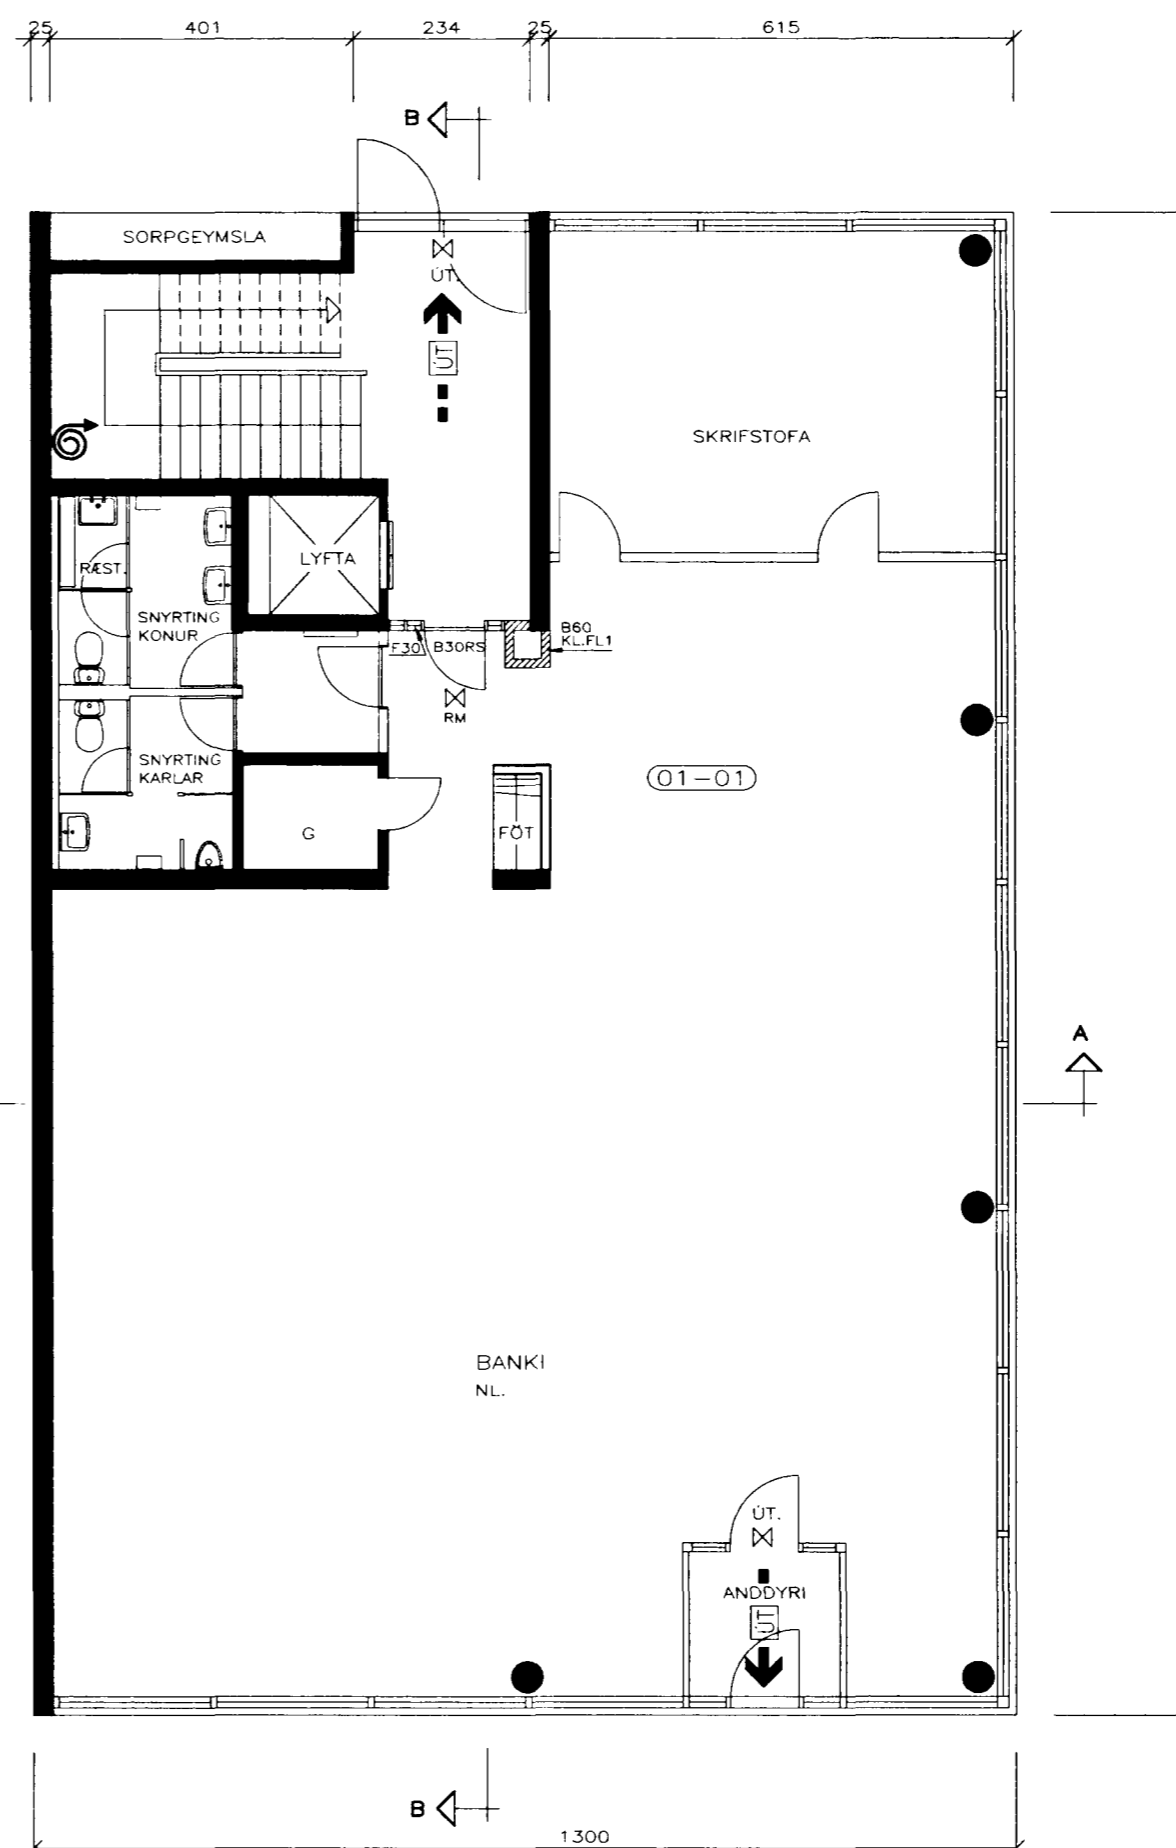 25 401 234 25 615
B
SORPGEYMSLA
ÚT.
ÚT
SKRIFSTOFA
LYFTA
RÆST.
SNYRTING
KONUR
F30 B30RS
B60
KL.FL1
RM
SNYRTING
KARLAR
01-01
G
FÖT
A
BANKI
NL.
ÚT.
ANDDYRI
ÚT
B
1300